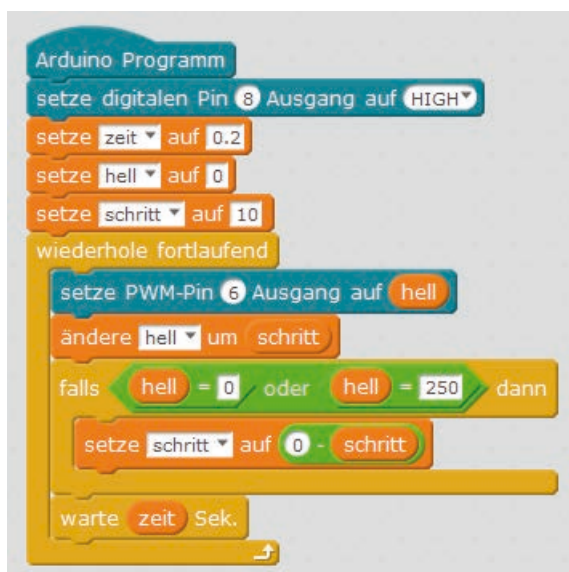 Arduino Programm
setze digitalen Pin 8 Ausgang auf HIGH
setze zeit auf 0.2
setze hell auf 0
setze schritt auf 10
wiederhole fortlaufend
setze PWM-Pin 6 Ausgang auf hell
ändere hell um schritt
falls hell = 0 oder hell = 250 dann
setze schritt auf 0 - schritt
warte zeit Sek.